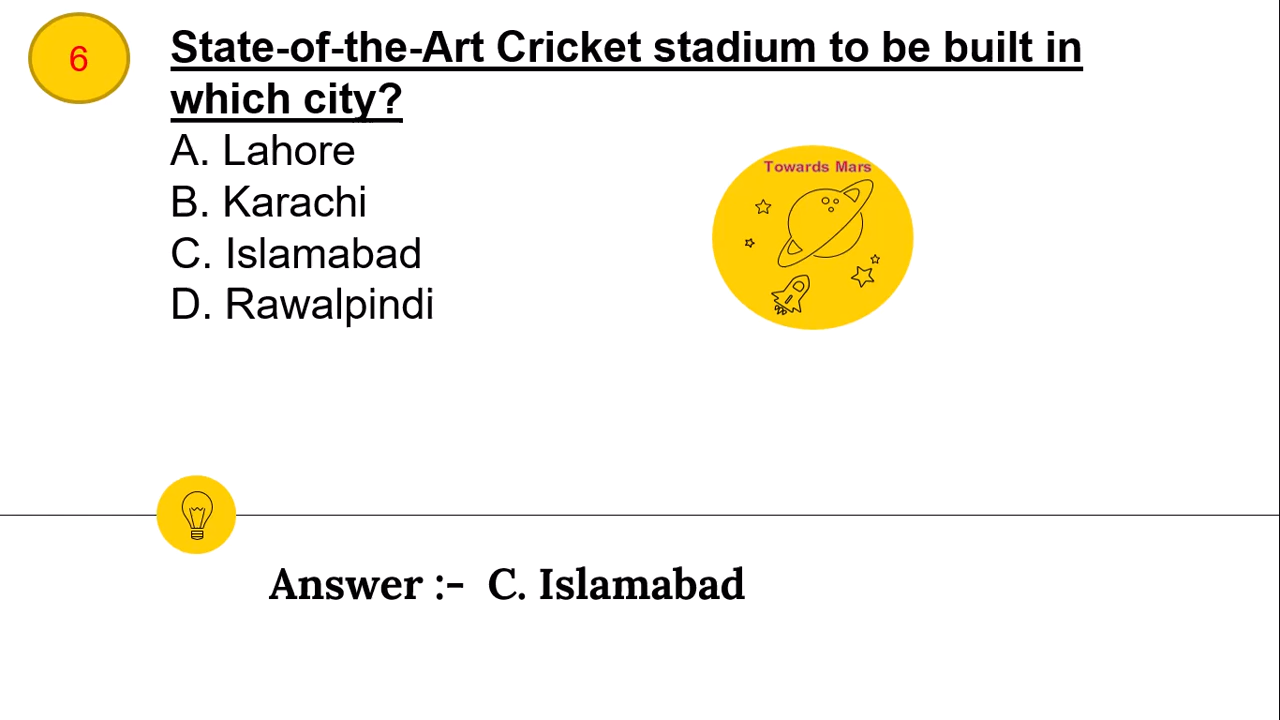 6
State-of-the-Art Cricket stadium to be built in
which city?
A. Lahore
B. Karachi
C. Islamabad
D. Rawalpindi
Towards Mars
Answer :- C. Islamabad